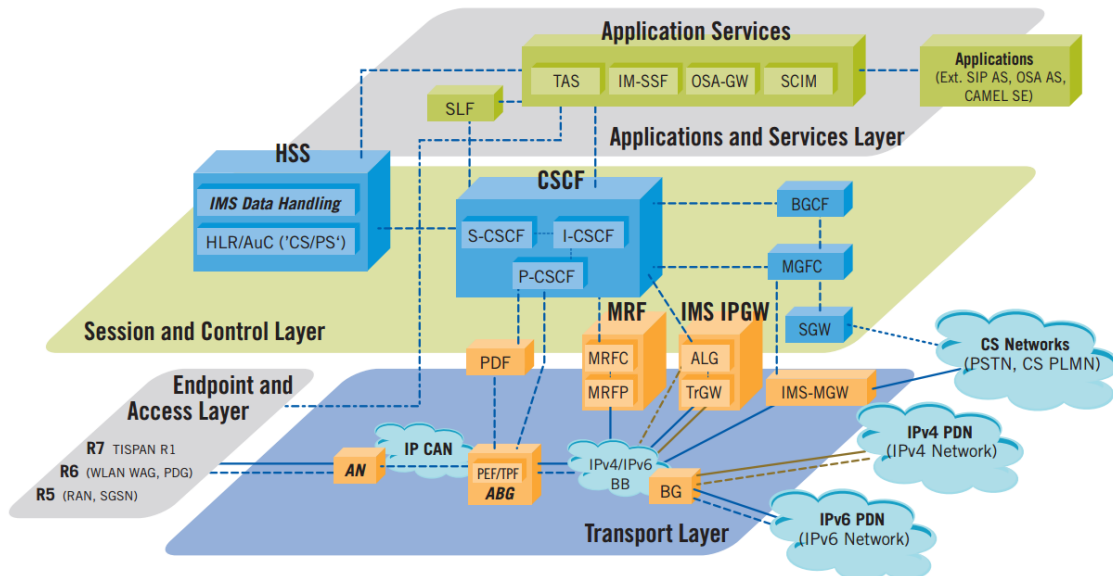 Application Services
TAS
IM-SSF
OSA-GW
SCIM
Applications
(Ext. SIP AS, OSA AS,
CAMEL SE)
SLF
Applications and Services Layer
HSS
IMS Data Handling
HLR/AuC ('CS/PS')
CSCF
S-CSCF
I-CSCF
P-CSCF
BGCF
MGFC
SGW
Session and Control Layer
MRF
MRFC
MRFP
IMS IPGW
ALG
TrGW
IMS-MGW
PDF
CS Networks
(PSTN, CS PLMN)
Endpoint and
Access Layer
R7 TISPAN R1
R6 (WLAN WAG, PDG)
R5 (RAN, SGSN)
AN
IP CAN
PEF/TPF
ABG
IPv4/IPv6
BB
BG
IPv4 PDN
(IPv4 Network)
IPv6 PDN
(IPv6 Network)
Transport Layer